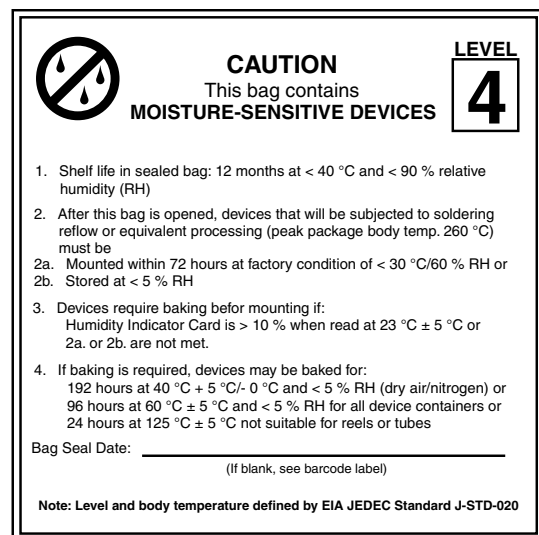 CAUTION
This bag contains
MOISTURE-SENSITIVE DEVICES
LEVEL
4
1. Shelf life in sealed bag: 12 months at < 40 °C and < 90 % relative
humidity (RH)
2. After this bag is opened, devices that will be subjected to soldering
reflow or equivalent processing (peak package body temp. 260 °C)
must be
2a. Mounted within 72 hours at factory condition of < 30 °C/60 % RH or
2b. Stored at < 5 % RH
3. Devices require baking befor mounting if:
Humidity Indicator Card is > 10 % when read at 23 °C ± 5 °C or
2a. or 2b. are not met.
4. If baking is required, devices may be baked for:
192 hours at 40 °C + 5 °C/- 0 °C and < 5 % RH (dry air/nitrogen) or
96 hours at 60 °C ± 5 °C and < 5 % RH for all device containers or
24 hours at 125 °C ± 5 °C not suitable for reels or tubes
Bag Seal Date:
(If blank, see barcode label)
Note: Level and body temperature defined by EIA JEDEC Standard J-STD-020